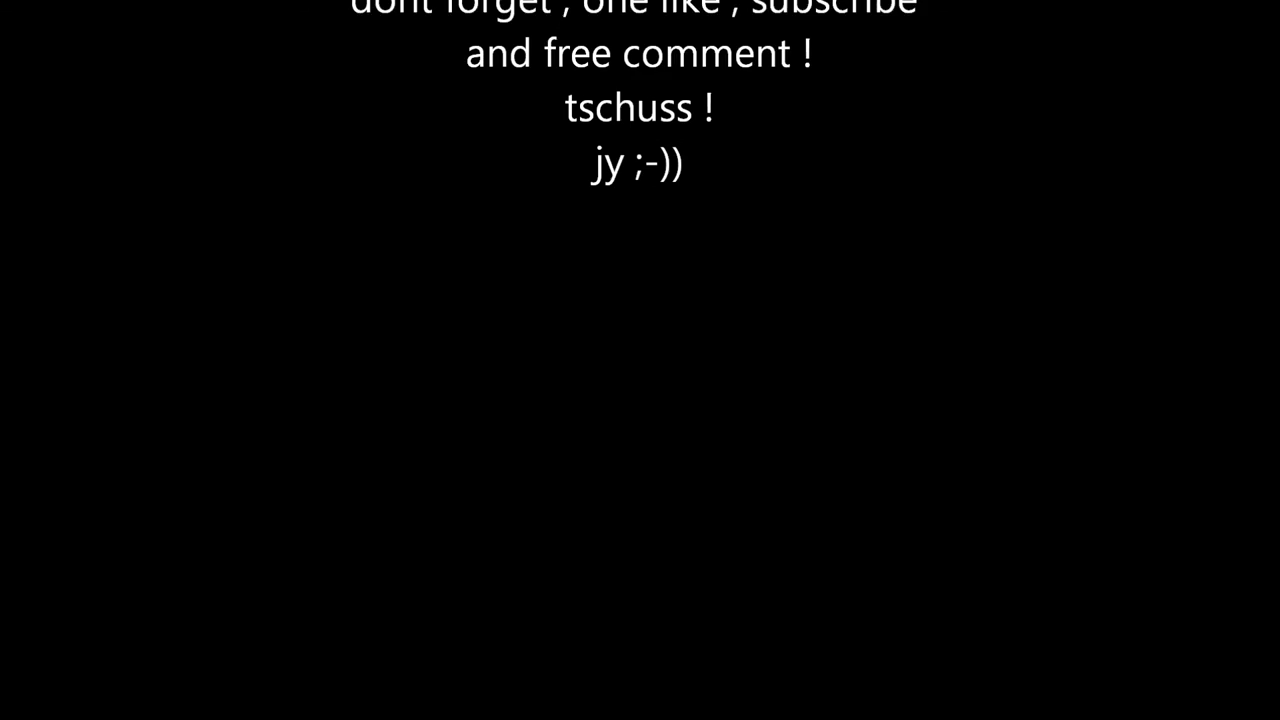 dont forget , one like , subscribe
and free comment !
tschuss !
jy ;-))